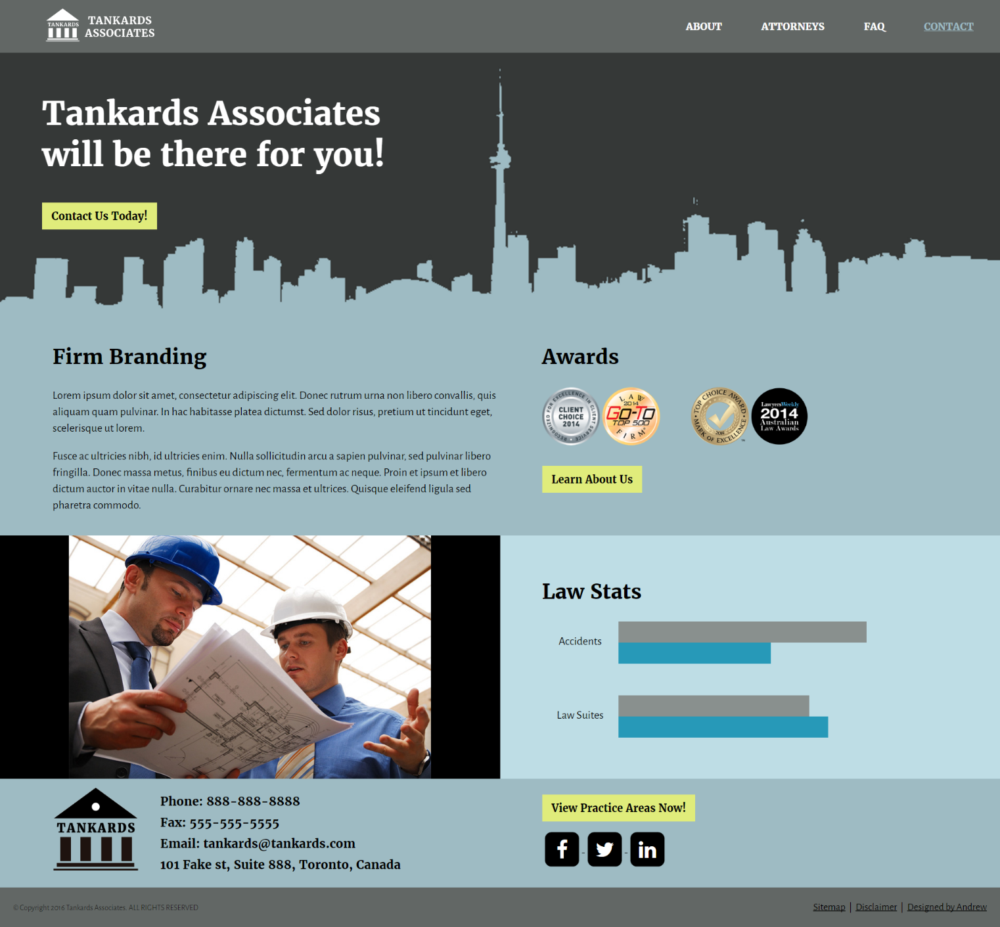 TANKARDS
TANKARDS
ASSOCIATES
ABOUT
ATTORNEYS
FAQ
CONTACT
Tankards Associates
will be there for you!
Contact Us Today!
Firm Branding
Lorem ipsum dolor sit amet, consectetur adipiscing elit. Donec rutrum urna non libero convallis, quis
aliquam quam pulvinar. In hac habitasse platea dictumst. Sed dolor risus, pretium ut tincidunt eget,
scelerisque ut lorem.
Fusce ac ultricies nibh, id ultricies enim. Nulla sollicitudin arcu a sapien pulvinar, sed pulvinar libero
fringilla. Donec massa metus, finibus eu dictum nec, fermentum ac neque. Proin et ipsum et libero
dictum auctor in vitae nulla. Curabitur ornare nec massa et ultrices. Quisque eleifend ligula sed
pharetra commodo.
Awards
RECOGNIZED FOR EXCELLENCE IN CLIENT SERVICE
CLIENT
CHOICE
2014
LAW
2014
GO-TO
TOP 500
FIRM
TOP CHOICE AWARD
2014
MARK OF EXCELLENCE
TM
LawyersWeekly
2014
Australian
Law Awards
Learn About Us
Law Stats
Accidents
Law Suites
TANKARDS
Phone: 888-888-8888
Fax: 555-555-5555
Email: tankards@tankards.com
101 Fake st, Suite 888, Toronto, Canada
View Practice Areas Now!
f
in
© Copyright 2016 Tankards Associates. ALL RIGHTS RESERVED
Sitemap | Disclaimer | Designed by Andrew